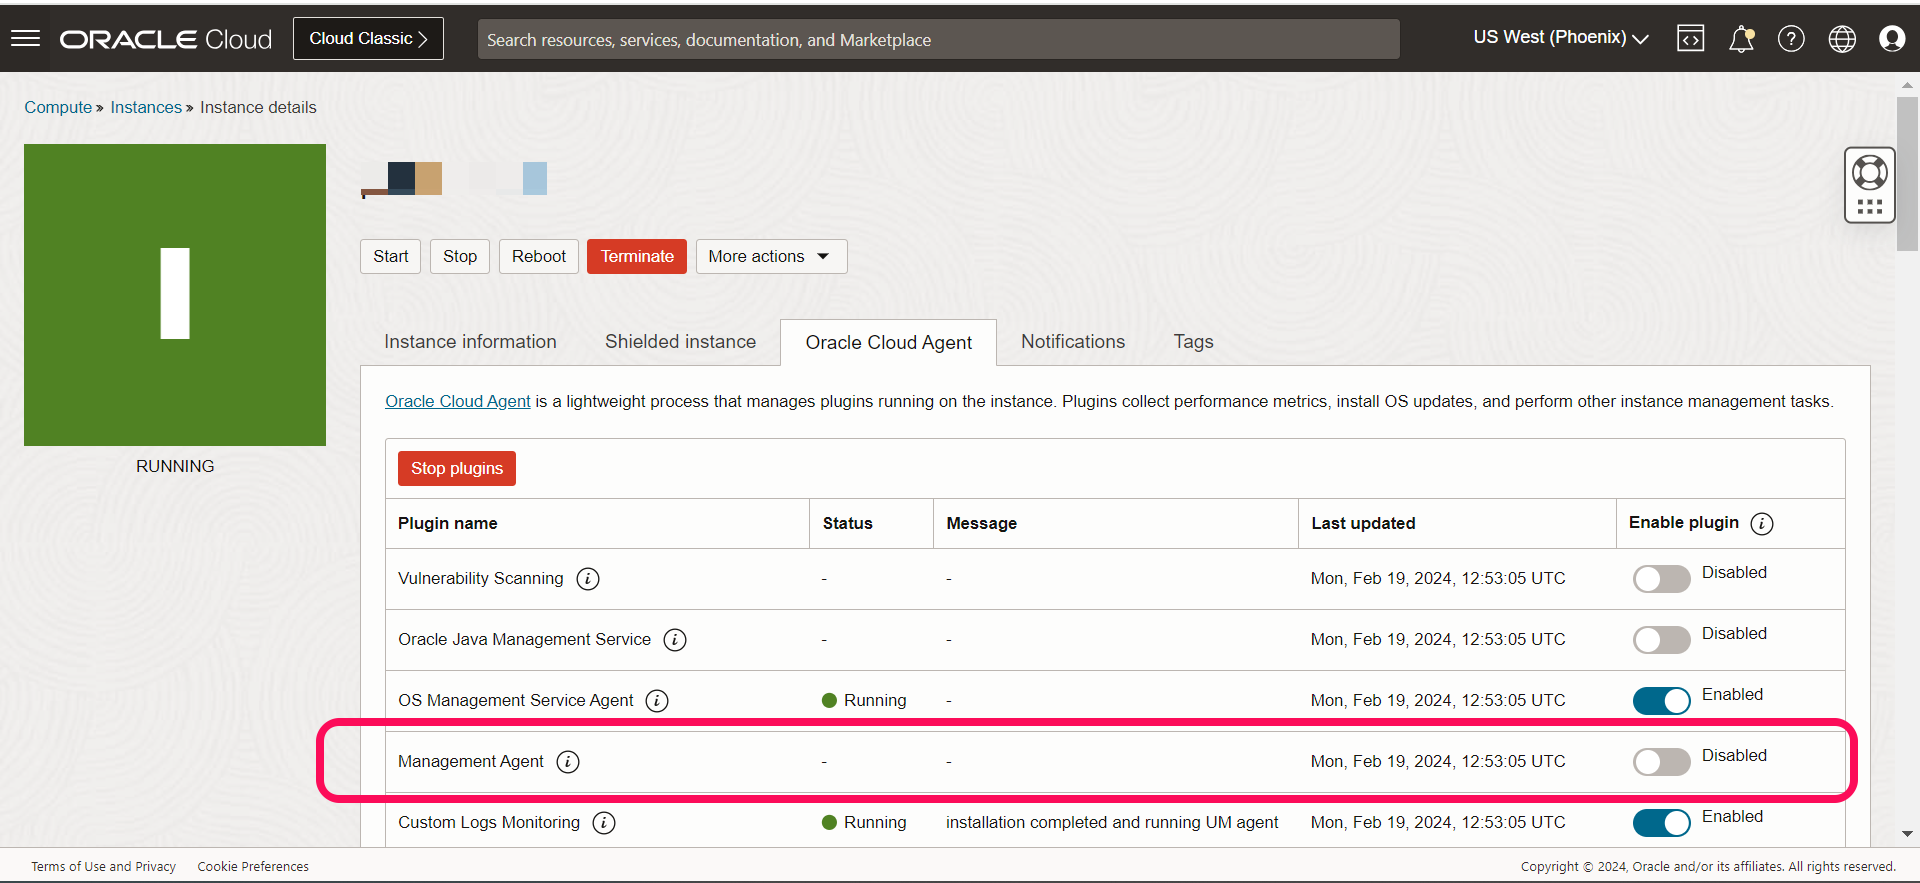 ORACLE Cloud
Cloud Classic
Search resources, services, documentation, and Marketplace
US West (Phoenix)
Compute » Instances » Instance details
RUNNING
Start
Stop
Reboot
Terminate
More actions
Instance information
Shielded instance
Oracle Cloud Agent
Notifications
Tags
Oracle Cloud Agent is a lightweight process that manages plugins running on the instance. Plugins collect performance metrics, install OS updates, and perform other instance management tasks.
Stop plugins
Plugin name Status Message Last updated Enable plugin i
Vulnerability Scanning i - - Mon, Feb 19, 2024, 12:53:05 UTC Disabled
Oracle Java Management Service i - - Mon, Feb 19, 2024, 12:53:05 UTC Disabled
OS Management Service Agent i Running - Mon, Feb 19, 2024, 12:53:05 UTC Enabled
Management Agent i - - Mon, Feb 19, 2024, 12:53:05 UTC Disabled
Custom Logs Monitoring i Running installation completed and running UM agent Mon, Feb 19, 2024, 12:53:05 UTC Enabled
Terms of Use and Privacy Cookie Preferences Copyright © 2024, Oracle and/or its affiliates. All rights reserved.